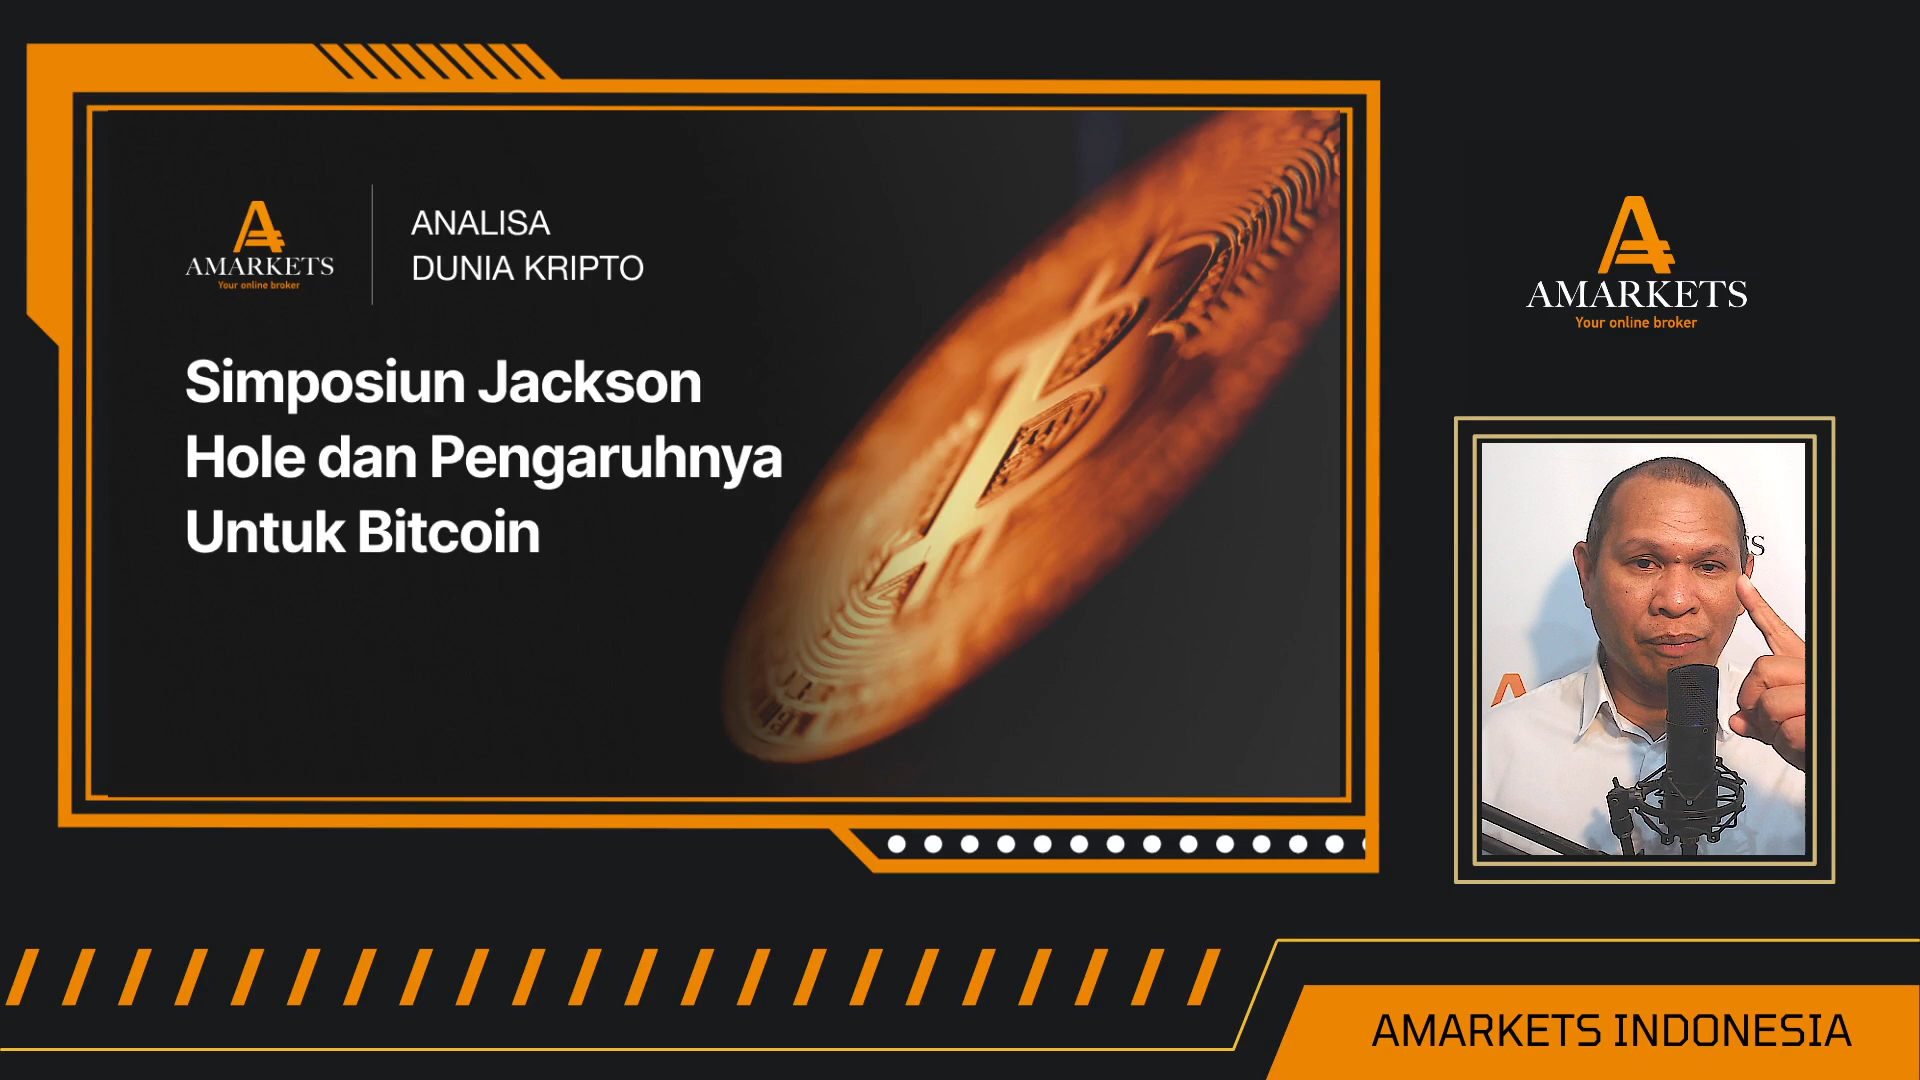 AMARKETS
Your online broker
ANALISA
DUNIA KRIPTO
Simposiun Jackson
Hole dan Pengaruhnya
Untuk Bitcoin
AMARKETS
Your online broker
S
AMARKETS INDONESIA